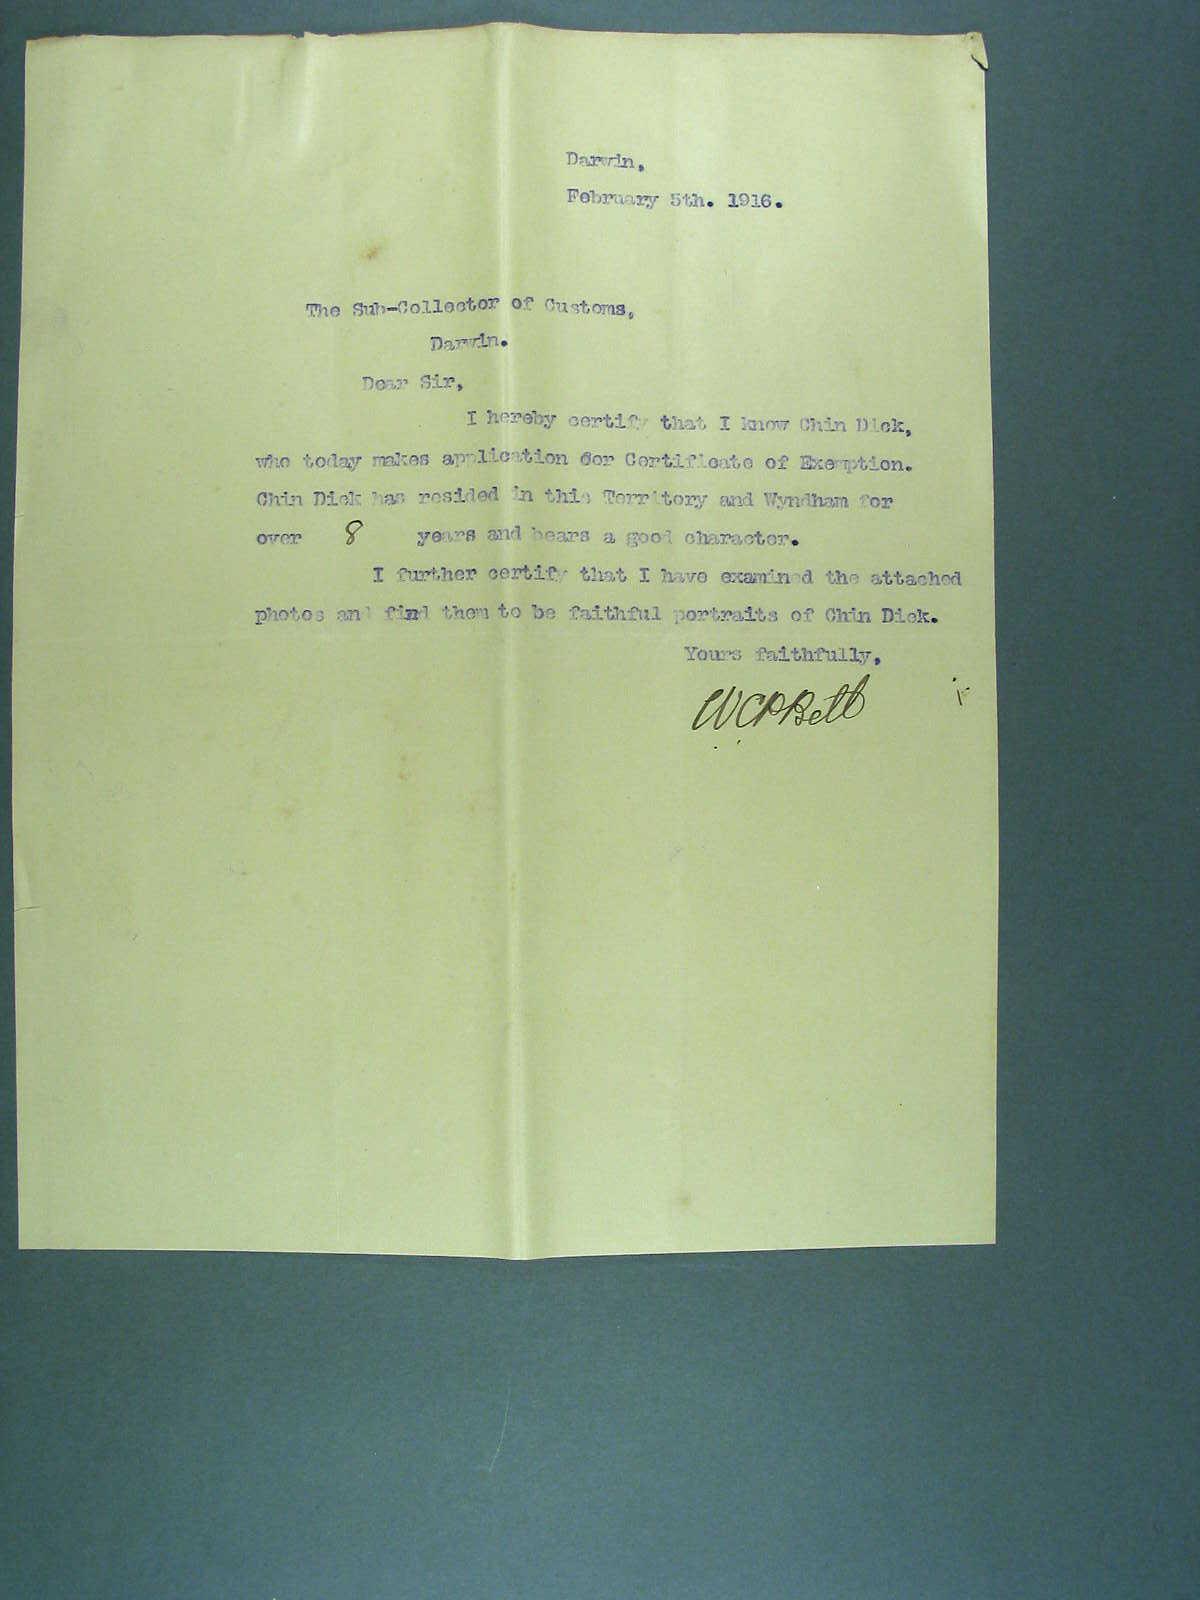 Darwin,
February 5th. 1916.
The Sub-Collector of Customs,
Darwin.
Dear Sir,
I hereby certify that I know Chin Dick,
who today makes application for Certificate of Exemption.
Chin Dick has resided in this Territory and Wyndham for
over 8 years and bears a good character.
I further certify that I have examined the attached
photos and find them to be faithful portraits of Chin Dick.
Yours faithfully,
WCPBell